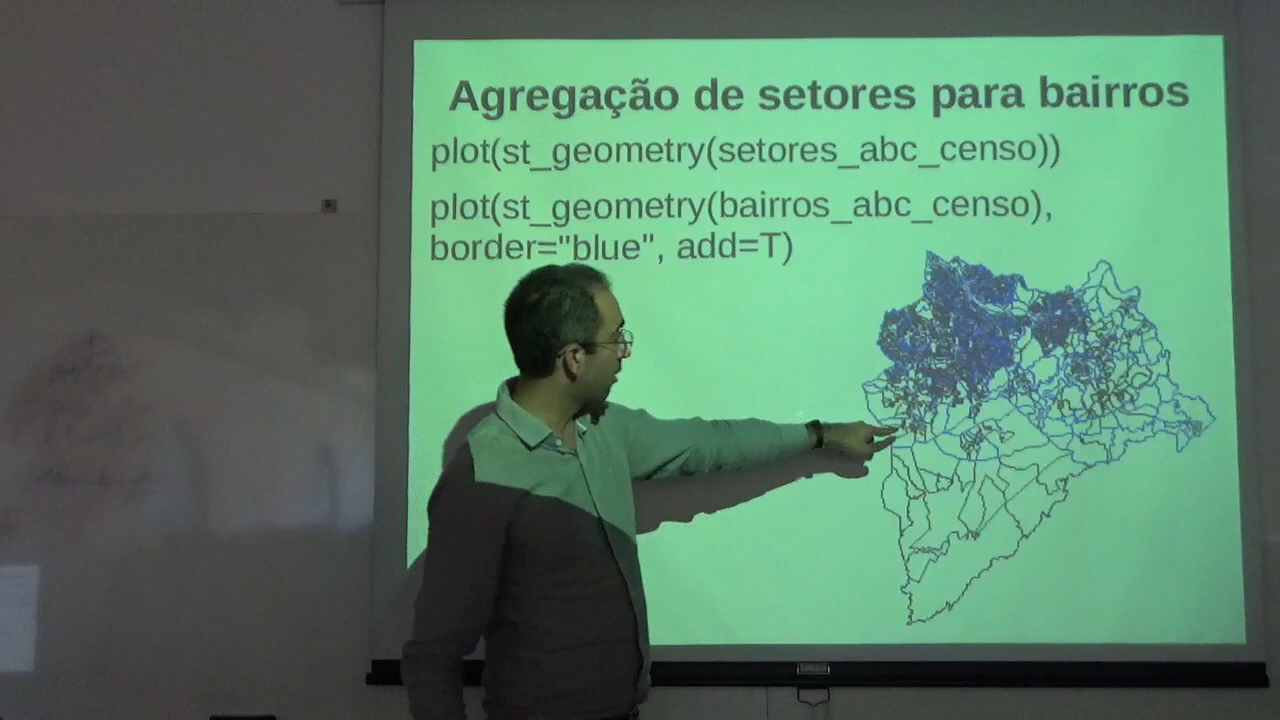 Agregação de setores para bairros
plot(st_geometry(setores_abc_censo))
plot(st_geometry(bairros_abc_censo),
border="blue", add=T)